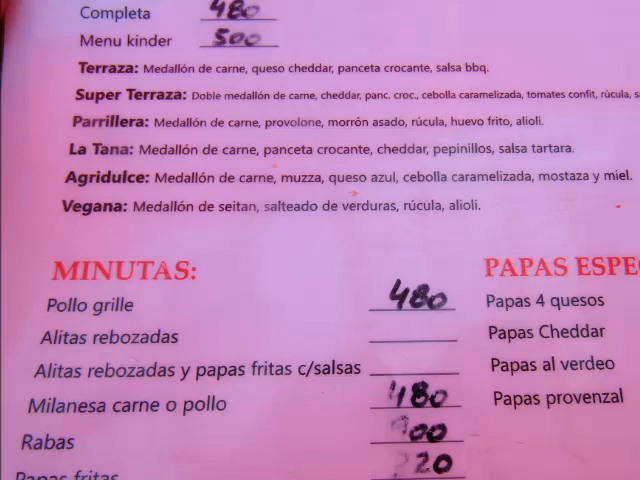 Completa 480
Menu kinder 500
Terraza: Medallón de carne, queso cheddar, panceta crocante, salsa bbq.
Super Terraza: Doble medallón de carne, cheddar, panc. croc., cebolla caramelizada, tomates confit, rúcula,
Parrillera: Medallón de carne, provolone, morrón asado, rúcula, huevo frito, alioli.
La Tana: Medallón de carne, panceta crocante, cheddar, pepinillos, salsa tartara.
Agridulce: Medallón de carne, muzza, queso azul, cebolla caramelizada, mostaza y miel.
Vegana: Medallón de seitan, salteado de verduras, rúcula, alioli.
MINUTAS:
Pollo grille 480
Alitas rebozadas
Alitas rebozadas y papas fritas c/salsas
Milanesa carne o pollo 480
Rabas
Papas fritas
PAPAS
Papas 4 quesos
Papas Cheddar
Papas al verdeo
Papas provenzal